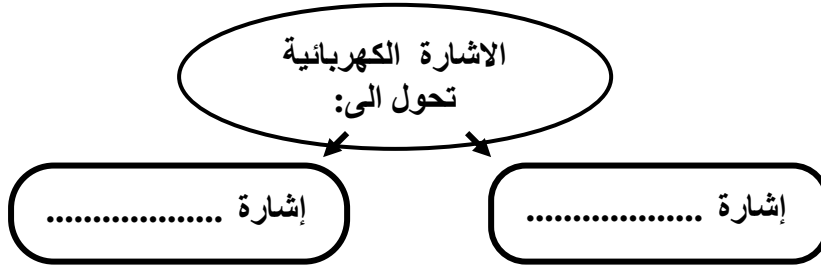 الاشارة الكهربائية
تحول الى:
إشارة ...................
إشارة ...................